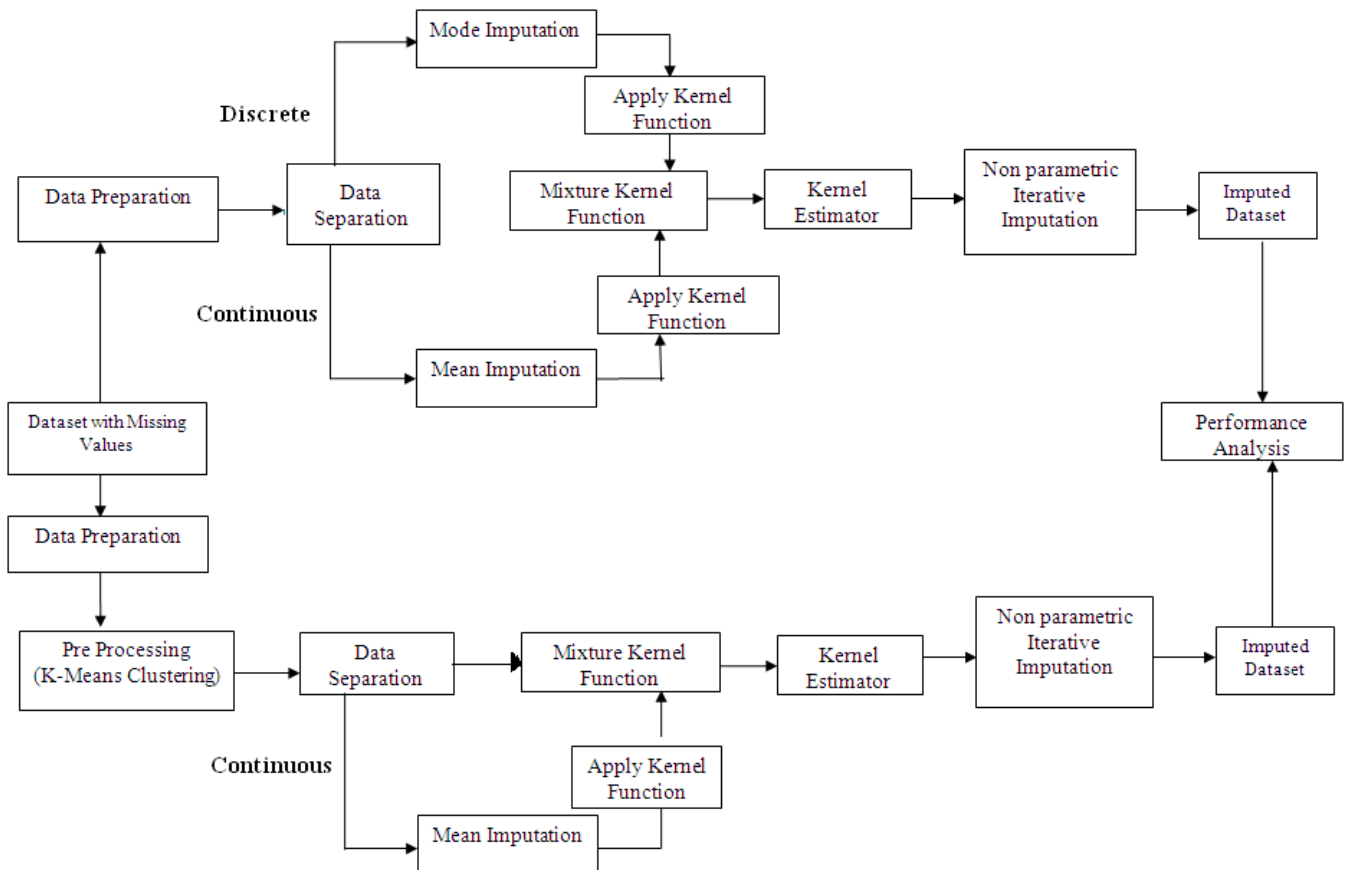 Mode Imputation
Discrete
Apply Kernel
Function
Data Preparation
Data
Separation
Mixture Kernel
Function
Kernel
Estimator
Non parametric
Iterative
Imputation
Imputed
Dataset
Continuous
Apply Kernel
Function
Mean Imputation
Dataset with Missing
Values
Performance
Analysis
Data Preparation
Pre Processing
(K-Means Clustering)
Data
Separation
Mixture Kernel
Function
Kernel
Estimator
Non parametric
Iterative
Imputation
Imputed
Dataset
Continuous
Apply Kernel
Function
Mean Imputation